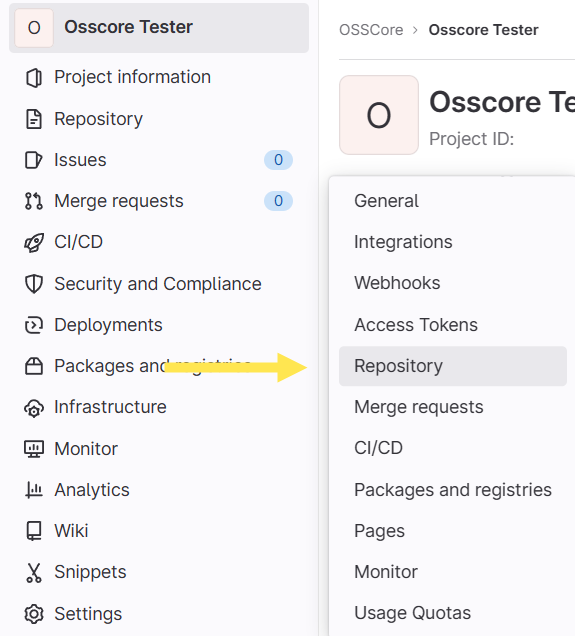 O Osscore Tester
Project information
Repository
Issues 0
Merge requests 0
CI/CD
Security and Compliance
Deployments
Packages and registries
Infrastructure
Monitor
Analytics
Wiki
Snippets
Settings
OSSCore › Osscore Tester
O
Osscore Te
Project ID:
General
Integrations
Webhooks
Access Tokens
Repository
Merge requests
CI/CD
Packages and registries
Pages
Monitor
Usage Quotas